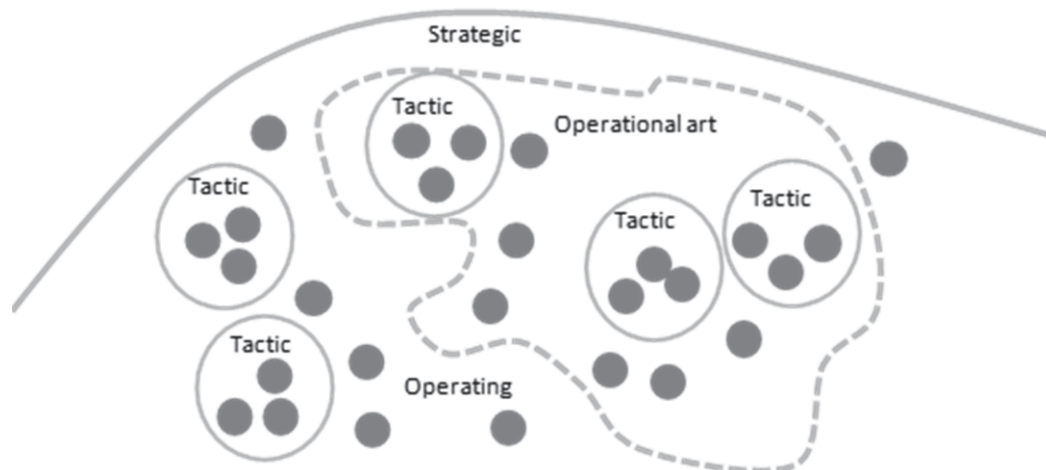 Strategic
Tactic
Operational art
Tactic
Tactic
Tactic
Tactic
Operating